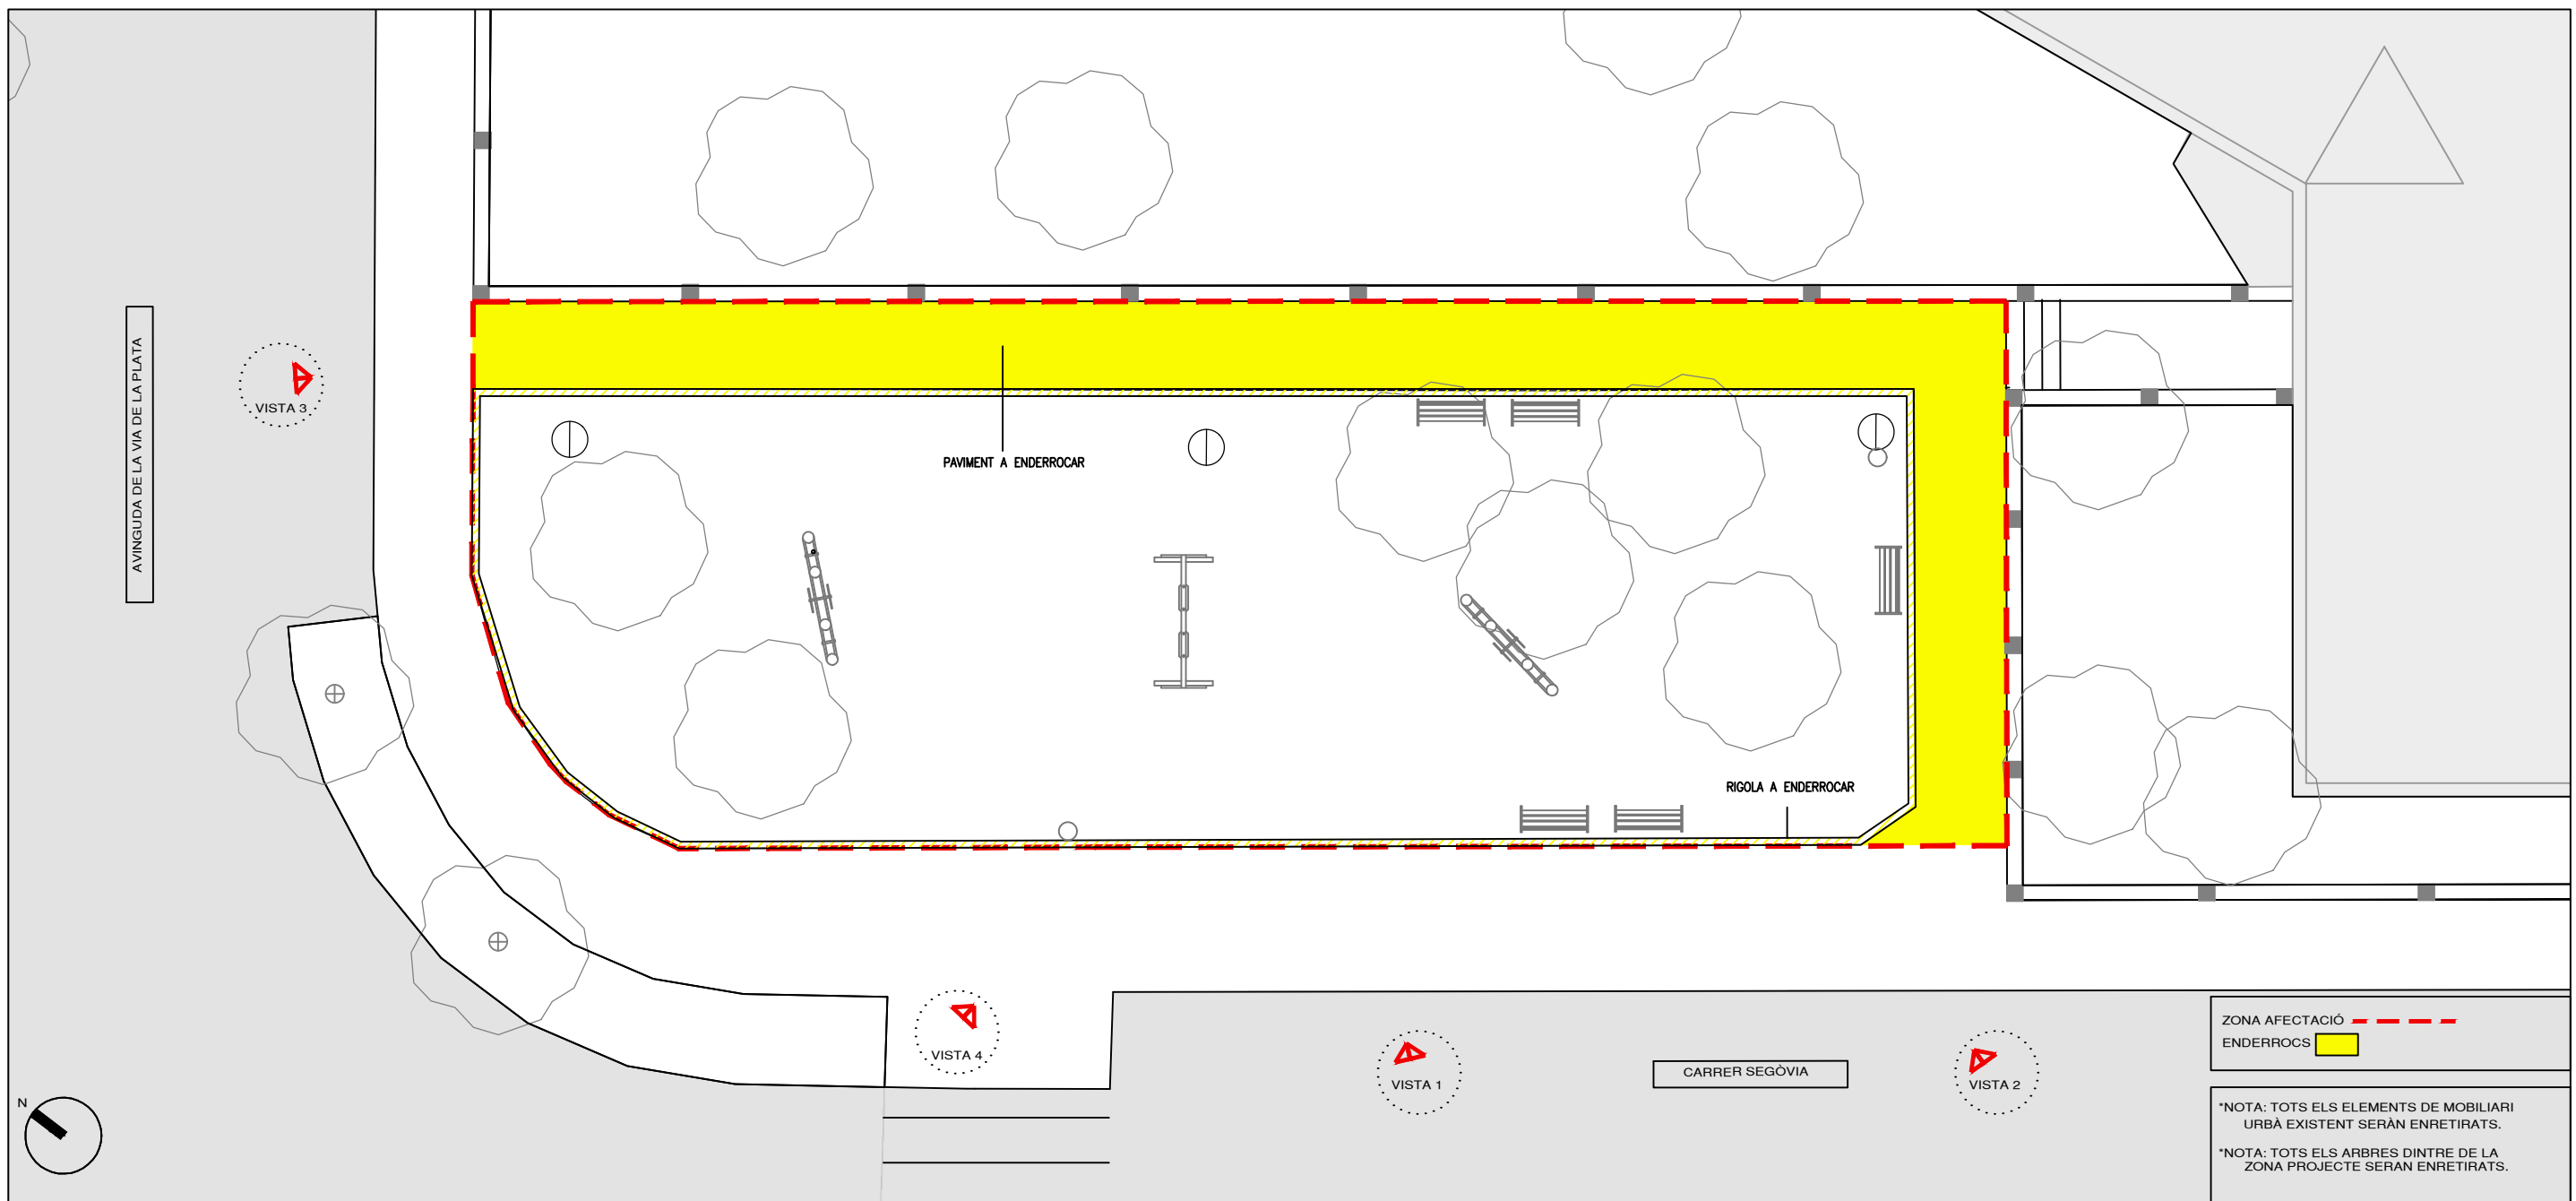 AVINGUDA DE LA VIA DE LA PLATA
VISTA 3
PAVIMENT A ENDERROCAR
RIGOLA A ENDERROCAR
VISTA 4
VISTA 1
CARRER SEGÒVIA
VISTA 2
N
ZONA AFECTACIÓ
ENDERROCS
*NOTA: TOTS ELS ELEMENTS DE MOBILIARI
URBÀ EXISTENT SERÀN ENRETIRATS.
*NOTA: TOTS ELS ARBRES DINTRE DE LA
ZONA PROJECTE SERAN ENRETIRATS.